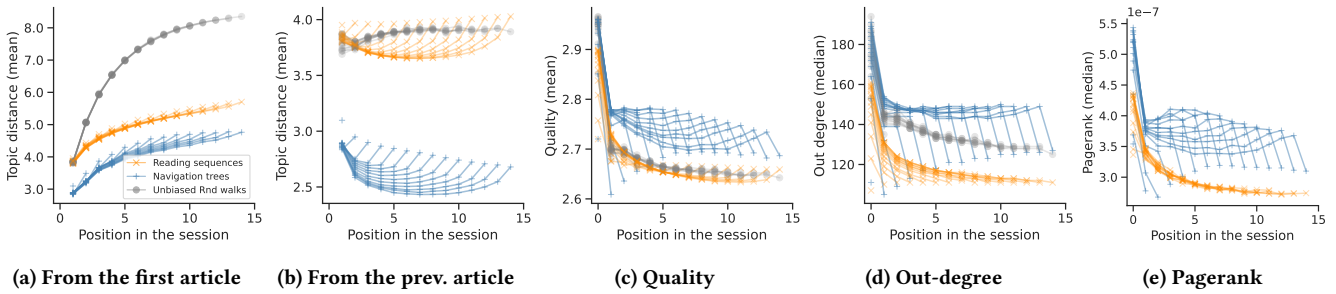 Topic distance (mean)
8.0
7.0
6.0
5.0
4.0
3.0
Reading sequences
Navigation trees
Unbiased Rnd walks
0 5 10 15
Position in the session
(a) From the first article
Topic distance (mean)
4.0
3.5
3.0
2.5
0 5 10 15
Position in the session
(b) From the prev. article
Quality (mean)
2.9
2.8
2.7
2.6
0 5 10 15
Position in the session
(c) Quality
Out degree (median)
180
160
140
120
0 5 10 15
Position in the session
(d) Out-degree
1e−7
Pagerank (median)
5.5
5.0
4.5
4.0
3.5
3.0
0 5 10 15
Position in the session
(e) Pagerank